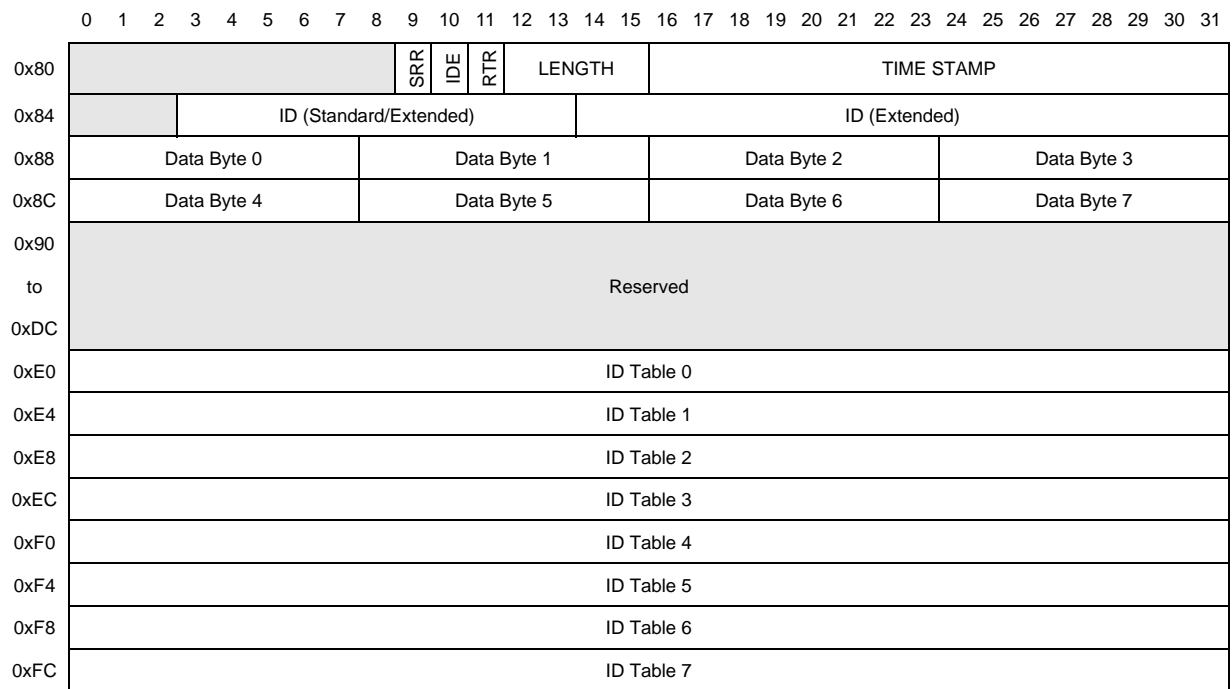 0 1 2 3 4 5 6 7 8 9 10 11 12 13 14 15 16 17 18 19 20 21 22 23 24 25 26 27 28 29 30 31
0x80 SRR IDE RTR LENGTH TIME STAMP
0x84 ID (Standard/Extended) ID (Extended)
0x88 Data Byte 0 Data Byte 1 Data Byte 2 Data Byte 3
0x8C Data Byte 4 Data Byte 5 Data Byte 6 Data Byte 7
0x90
to Reserved
0xDC
0xE0 ID Table 0
0xE4 ID Table 1
0xE8 ID Table 2
0xEC ID Table 3
0xF0 ID Table 4
0xF4 ID Table 5
0xF8 ID Table 6
0xFC ID Table 7